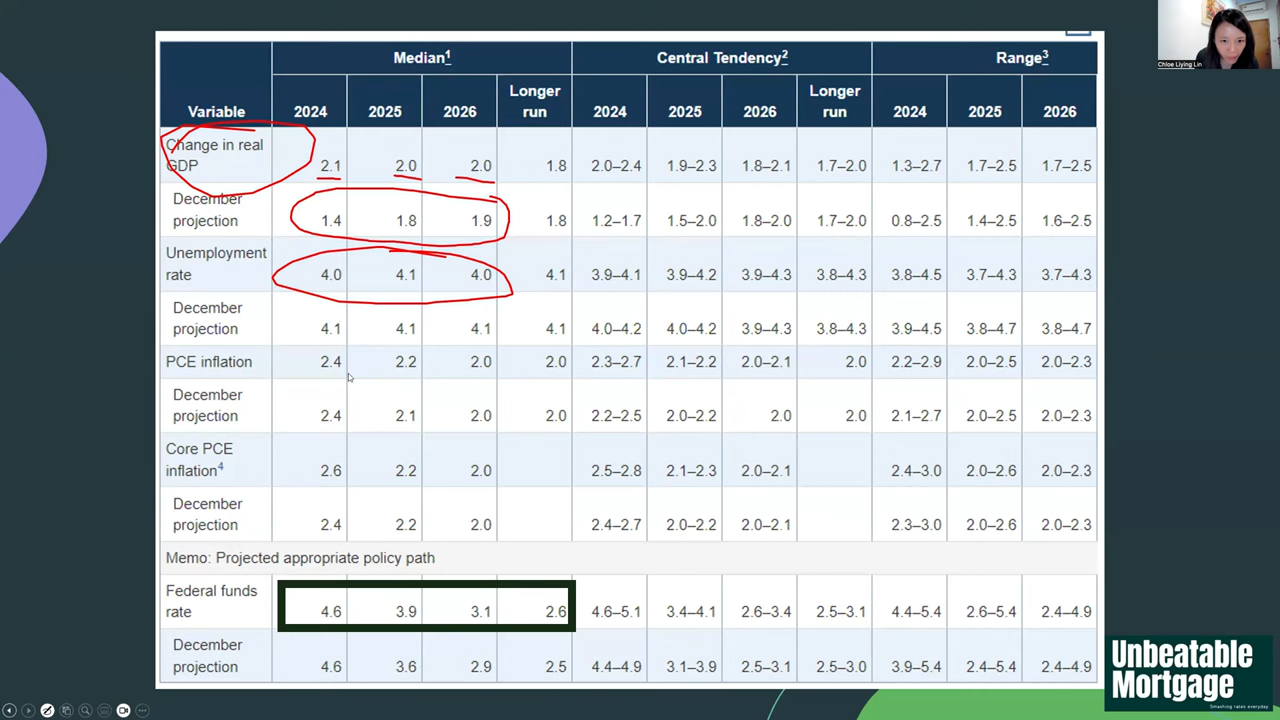 Median1 Central Tendency2 Range3
Variable 2024 2025 2026 Longer run 2024 2025 2026 Longer run 2024 2025 2026
Change in real GDP 2.1 2.0 2.0 1.8 2.0–2.4 1.9–2.3 1.8–2.1 1.7–2.0 1.3–2.7 1.7–2.5 1.7–2.5
December projection 1.4 1.8 1.9 1.8 1.2–1.7 1.5–2.0 1.8–2.0 1.7–2.0 0.8–2.5 1.4–2.5 1.6–2.5
Unemployment rate 4.0 4.1 4.0 4.1 3.9–4.1 3.9–4.2 3.9–4.3 3.8–4.3 3.8–4.5 3.7–4.3 3.7–4.3
December projection 4.1 4.1 4.1 4.1 4.0–4.2 4.0–4.2 3.9–4.3 3.8–4.3 3.9–4.5 3.8–4.7 3.8–4.7
PCE inflation 2.4 2.2 2.0 2.0 2.3–2.7 2.1–2.2 2.0–2.1 2.0 2.2–2.9 2.0–2.5 2.0–2.3
December projection 2.4 2.1 2.0 2.0 2.2–2.5 2.0–2.2 2.0 2.0 2.1–2.7 2.0–2.5 2.0–2.3
Core PCE inflation4 2.6 2.2 2.0 2.5–2.8 2.1–2.3 2.0–2.1 2.4–3.0 2.0–2.6 2.0–2.3
December projection 2.4 2.2 2.0 2.4–2.7 2.0–2.2 2.0–2.1 2.3–3.0 2.0–2.6 2.0–2.3
Memo: Projected appropriate policy path
Federal funds rate 4.6 3.9 3.1 2.6 4.6–5.1 3.4–4.1 2.6–3.4 2.5–3.1 4.4–5.4 2.6–5.4 2.4–4.9
December projection 4.6 3.6 2.9 2.5 4.4–4.9 3.1–3.9 2.5–3.1 2.5–3.0 3.9–5.4 2.4–5.4 2.4–4.9
Chloe Liying Lin
Unbeatable
Mortgage
Smashing rates everyday.